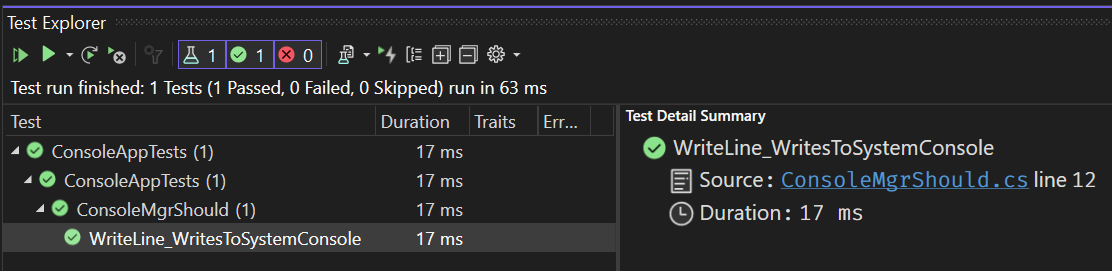 Test Explorer
1 1 0
Test run finished: 1 Tests (1 Passed, 0 Failed, 0 Skipped) run in 63 ms
Test Duration Traits Err...
ConsoleAppTests (1) 17 ms
ConsoleAppTests (1) 17 ms
ConsoleMgrShould (1) 17 ms
WriteLine_WritesToSystemConsole 17 ms
Test Detail Summary
WriteLine_WritesToSystemConsole
Source: ConsoleMgrShould.cs line 12
Duration: 17 ms